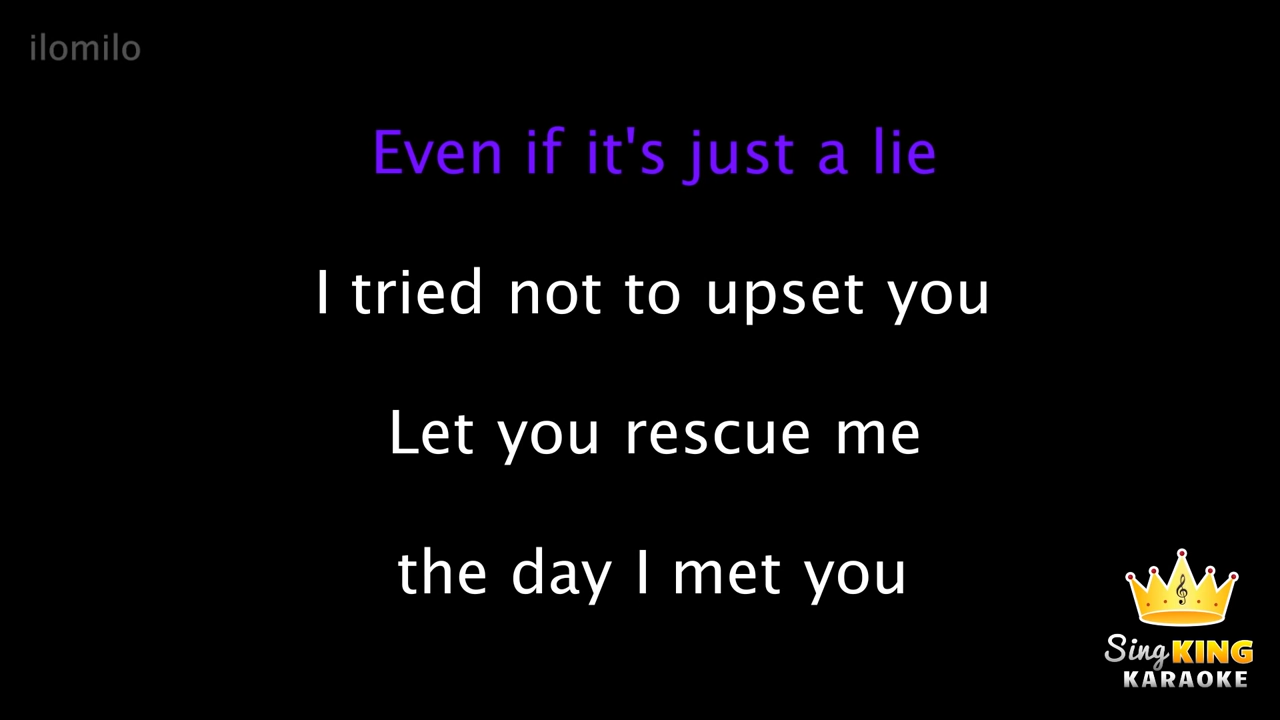 ilomilo
Even if it's just a lie
I tried not to upset you
Let you rescue me
the day I met you
Sing KING
KARAOKE